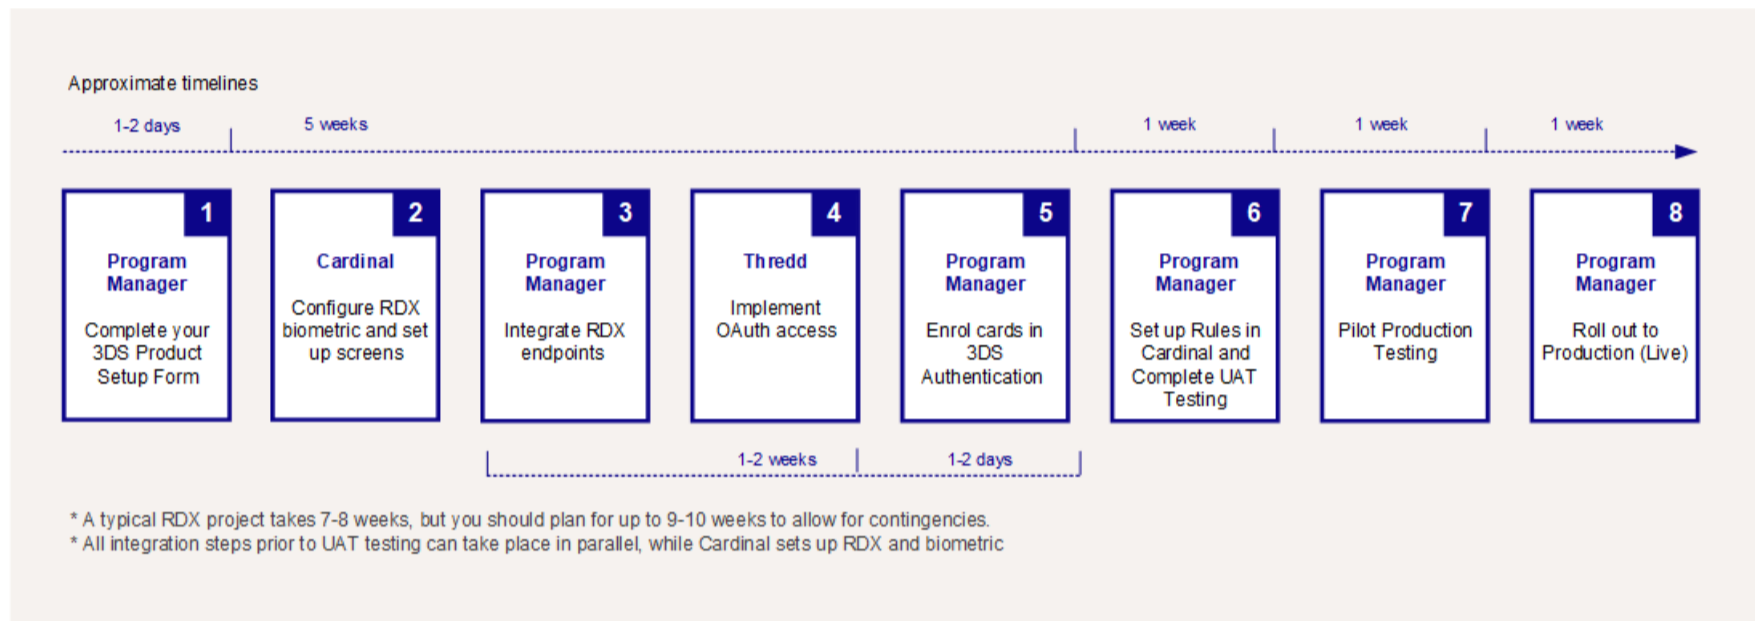 Approximate timelines
1-2 days
5 weeks
1 week
1 week
1 week
1
Program
Manager
Complete your
3DS Product
Setup Form
2
Cardinal
Configure RDX
biometric and set
up screens
3
Program
Manager
Integrate RDX
endpoints
4
Thredd
Implement
OAuth access
5
Program
Manager
Enrol cards in
3DS
Authentication
6
Program
Manager
Set up Rules in
Cardinal and
Complete UAT
Testing
7
Program
Manager
Pilot Production
Testing
8
Program
Manager
Roll out to
Production (Live)
1-2 weeks
1-2 days
* A typical RDX project takes 7-8 weeks, but you should plan for up to 9-10 weeks to allow for contingencies.
* All integration steps prior to UAT testing can take place in parallel, while Cardinal sets up RDX and biometric